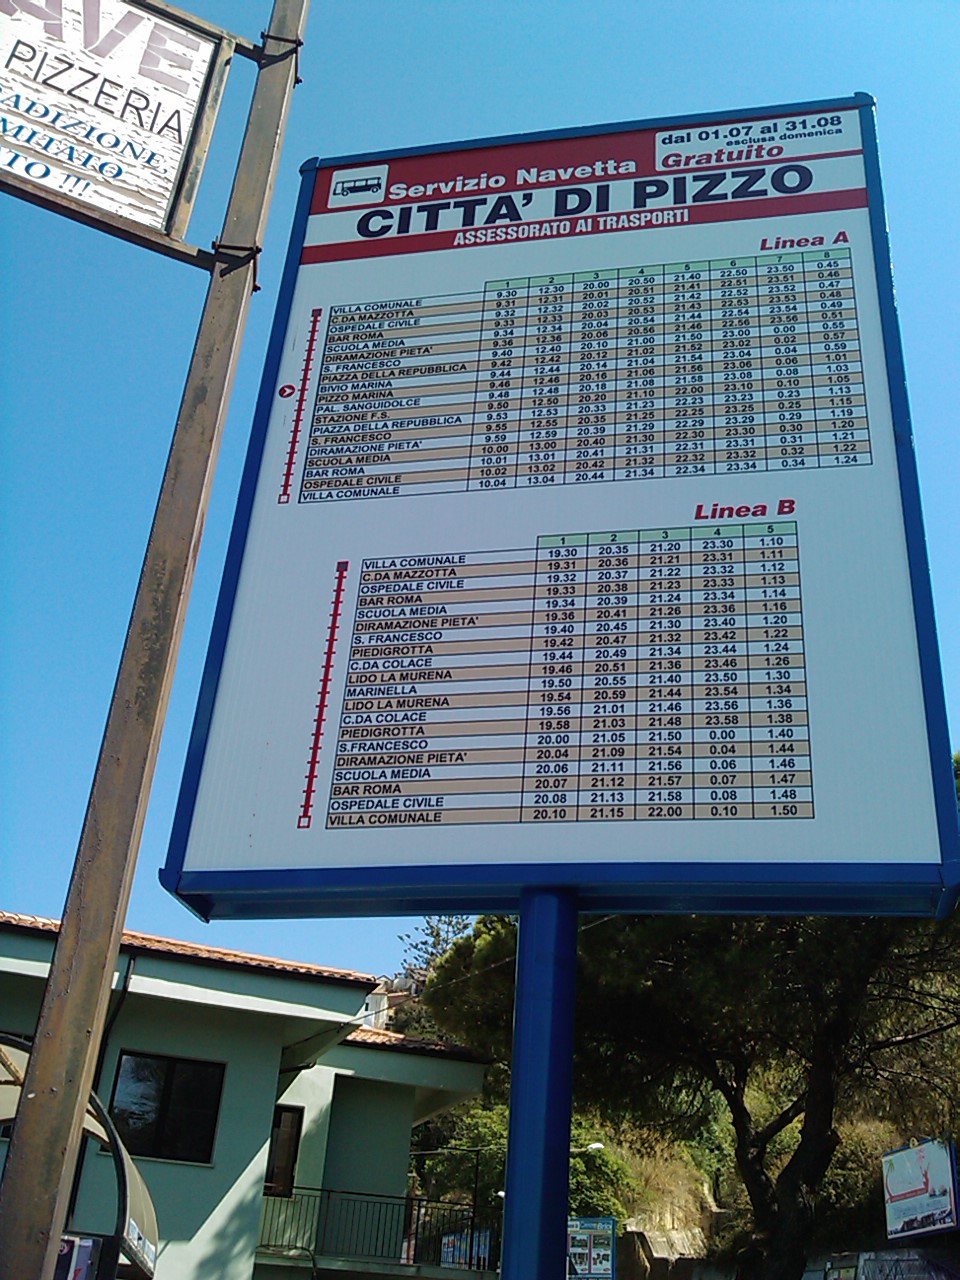 AVE
PIZZERIA
ADIZIONE,
MITATO
TO !!!
dal 01.07 al 31.08
esclusa domenica
Servizio Navetta Gratuito
CITTA' DI PIZZO
ASSESSORATO AI TRASPORTI
Linea A
1 2 3 4 5 6 7 8
VILLA COMUNALE 9.30 12.30 20.00 20.50 21.40 22.50 23.50 0.45
C.DA MAZZOTTA 9.31 12.31 20.01 20.51 21.41 22.51 23.51 0.46
OSPEDALE CIVILE 9.32 12.32 20.02 20.52 21.42 22.52 23.52 0.47
BAR ROMA 9.33 12.33 20.03 20.53 21.43 22.53 23.53 0.48
SCUOLA MEDIA 9.34 12.34 20.04 20.54 21.44 22.54 23.54 0.49
DIRAMAZIONE PIETA' 9.36 12.36 20.06 20.56 21.46 22.56 23.56 0.51
S. FRANCESCO 9.40 12.40 20.10 21.00 21.50 23.00 0.00 0.55
PIAZZA DELLA REPUBBLICA 9.42 12.42 20.12 21.02 21.52 23.02 0.02 0.57
BIVIO MARINA 9.44 12.44 20.14 21.04 21.54 23.04 0.04 0.59
PIZZO MARINA 9.46 12.46 20.16 21.06 21.56 23.06 0.06 1.01
PAL. SANGUIDOLCE 9.48 12.48 20.18 21.08 21.58 23.08 0.08 1.03
STAZIONE F.S. 9.50 12.50 20.20 21.10 22.00 23.10 0.10 1.05
PIAZZA DELLA REPUBBLICA 9.53 12.53 20.33 21.23 22.23 23.23 0.23 1.13
S. FRANCESCO 9.55 12.55 20.35 21.25 22.25 23.25 0.25 1.15
DIRAMAZIONE PIETA' 9.59 12.59 20.39 21.29 22.29 23.29 0.29 1.19
SCUOLA MEDIA 10.00 13.00 20.40 21.30 22.30 23.30 0.30 1.20
BAR ROMA 10.01 13.01 20.41 21.31 22.31 23.31 0.31 1.21
OSPEDALE CIVILE 10.02 13.02 20.42 21.32 22.32 23.32 0.32 1.22
VILLA COMUNALE 10.04 13.04 20.44 21.34 22.34 23.34 0.34 1.24
Linea B
1 2 3 4 5
VILLA COMUNALE 19.30 20.35 21.20 23.30 1.10
C.DA MAZZOTTA 19.31 20.36 21.21 23.31 1.11
OSPEDALE CIVILE 19.32 20.37 21.22 23.32 1.12
BAR ROMA 19.33 20.38 21.23 23.33 1.13
SCUOLA MEDIA 19.34 20.39 21.24 23.34 1.14
DIRAMAZIONE PIETA' 19.36 20.41 21.26 23.36 1.16
S. FRANCESCO 19.40 20.45 21.30 23.40 1.20
PIEDIGROTTA 19.42 20.47 21.32 23.42 1.22
C.DA COLACE 19.44 20.49 21.34 23.44 1.24
LIDO LA MURENA 19.46 20.51 21.36 23.46 1.26
MARINELLA 19.50 20.55 21.40 23.50 1.30
LIDO LA MURENA 19.54 20.59 21.44 23.54 1.34
C.DA COLACE 19.56 21.01 21.46 23.56 1.36
PIEDIGROTTA 19.58 21.03 21.48 23.58 1.38
S.FRANCESCO 20.00 21.05 21.50 0.00 1.40
DIRAMAZIONE PIETA' 20.04 21.09 21.54 0.04 1.44
SCUOLA MEDIA 20.06 21.11 21.56 0.06 1.46
BAR ROMA 20.07 21.12 21.57 0.07 1.47
OSPEDALE CIVILE 20.08 21.13 21.58 0.08 1.48
VILLA COMUNALE 20.10 21.15 22.00 0.10 1.50